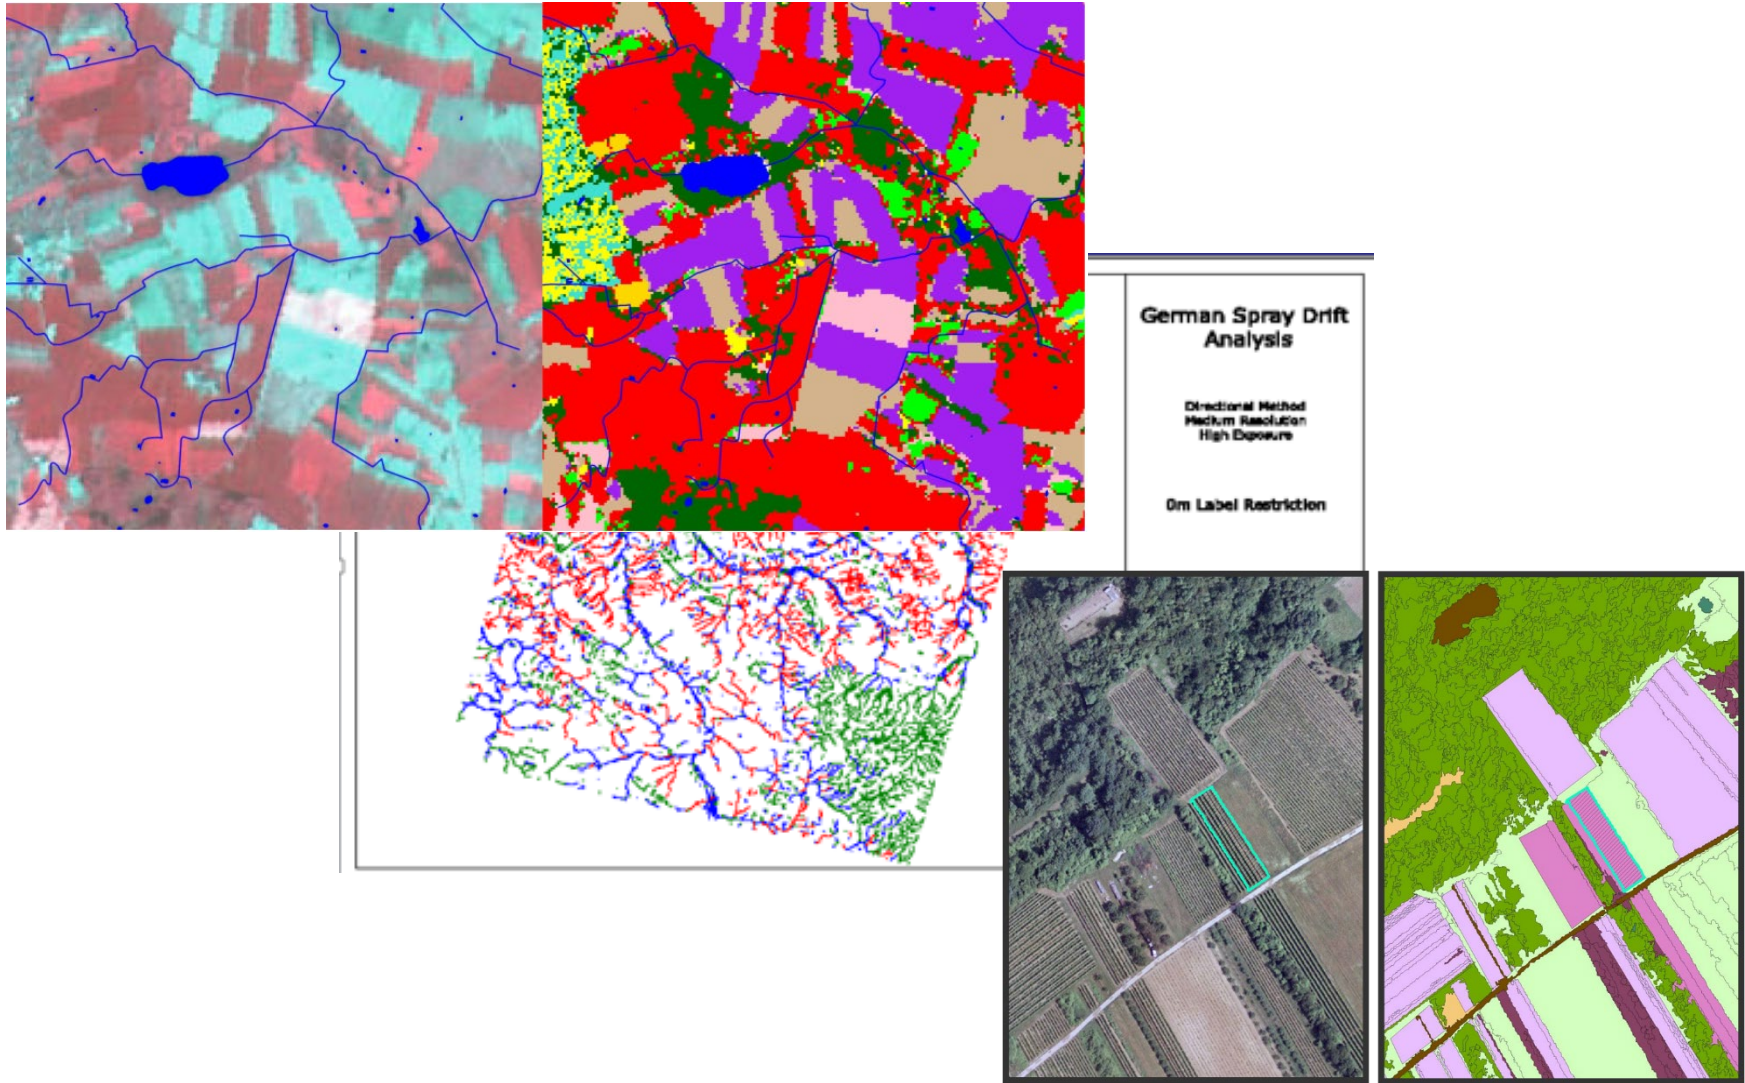 German Spray Drift
Analysis
Directional Method
Medium Resolution
High Exposure
0m Label Restriction